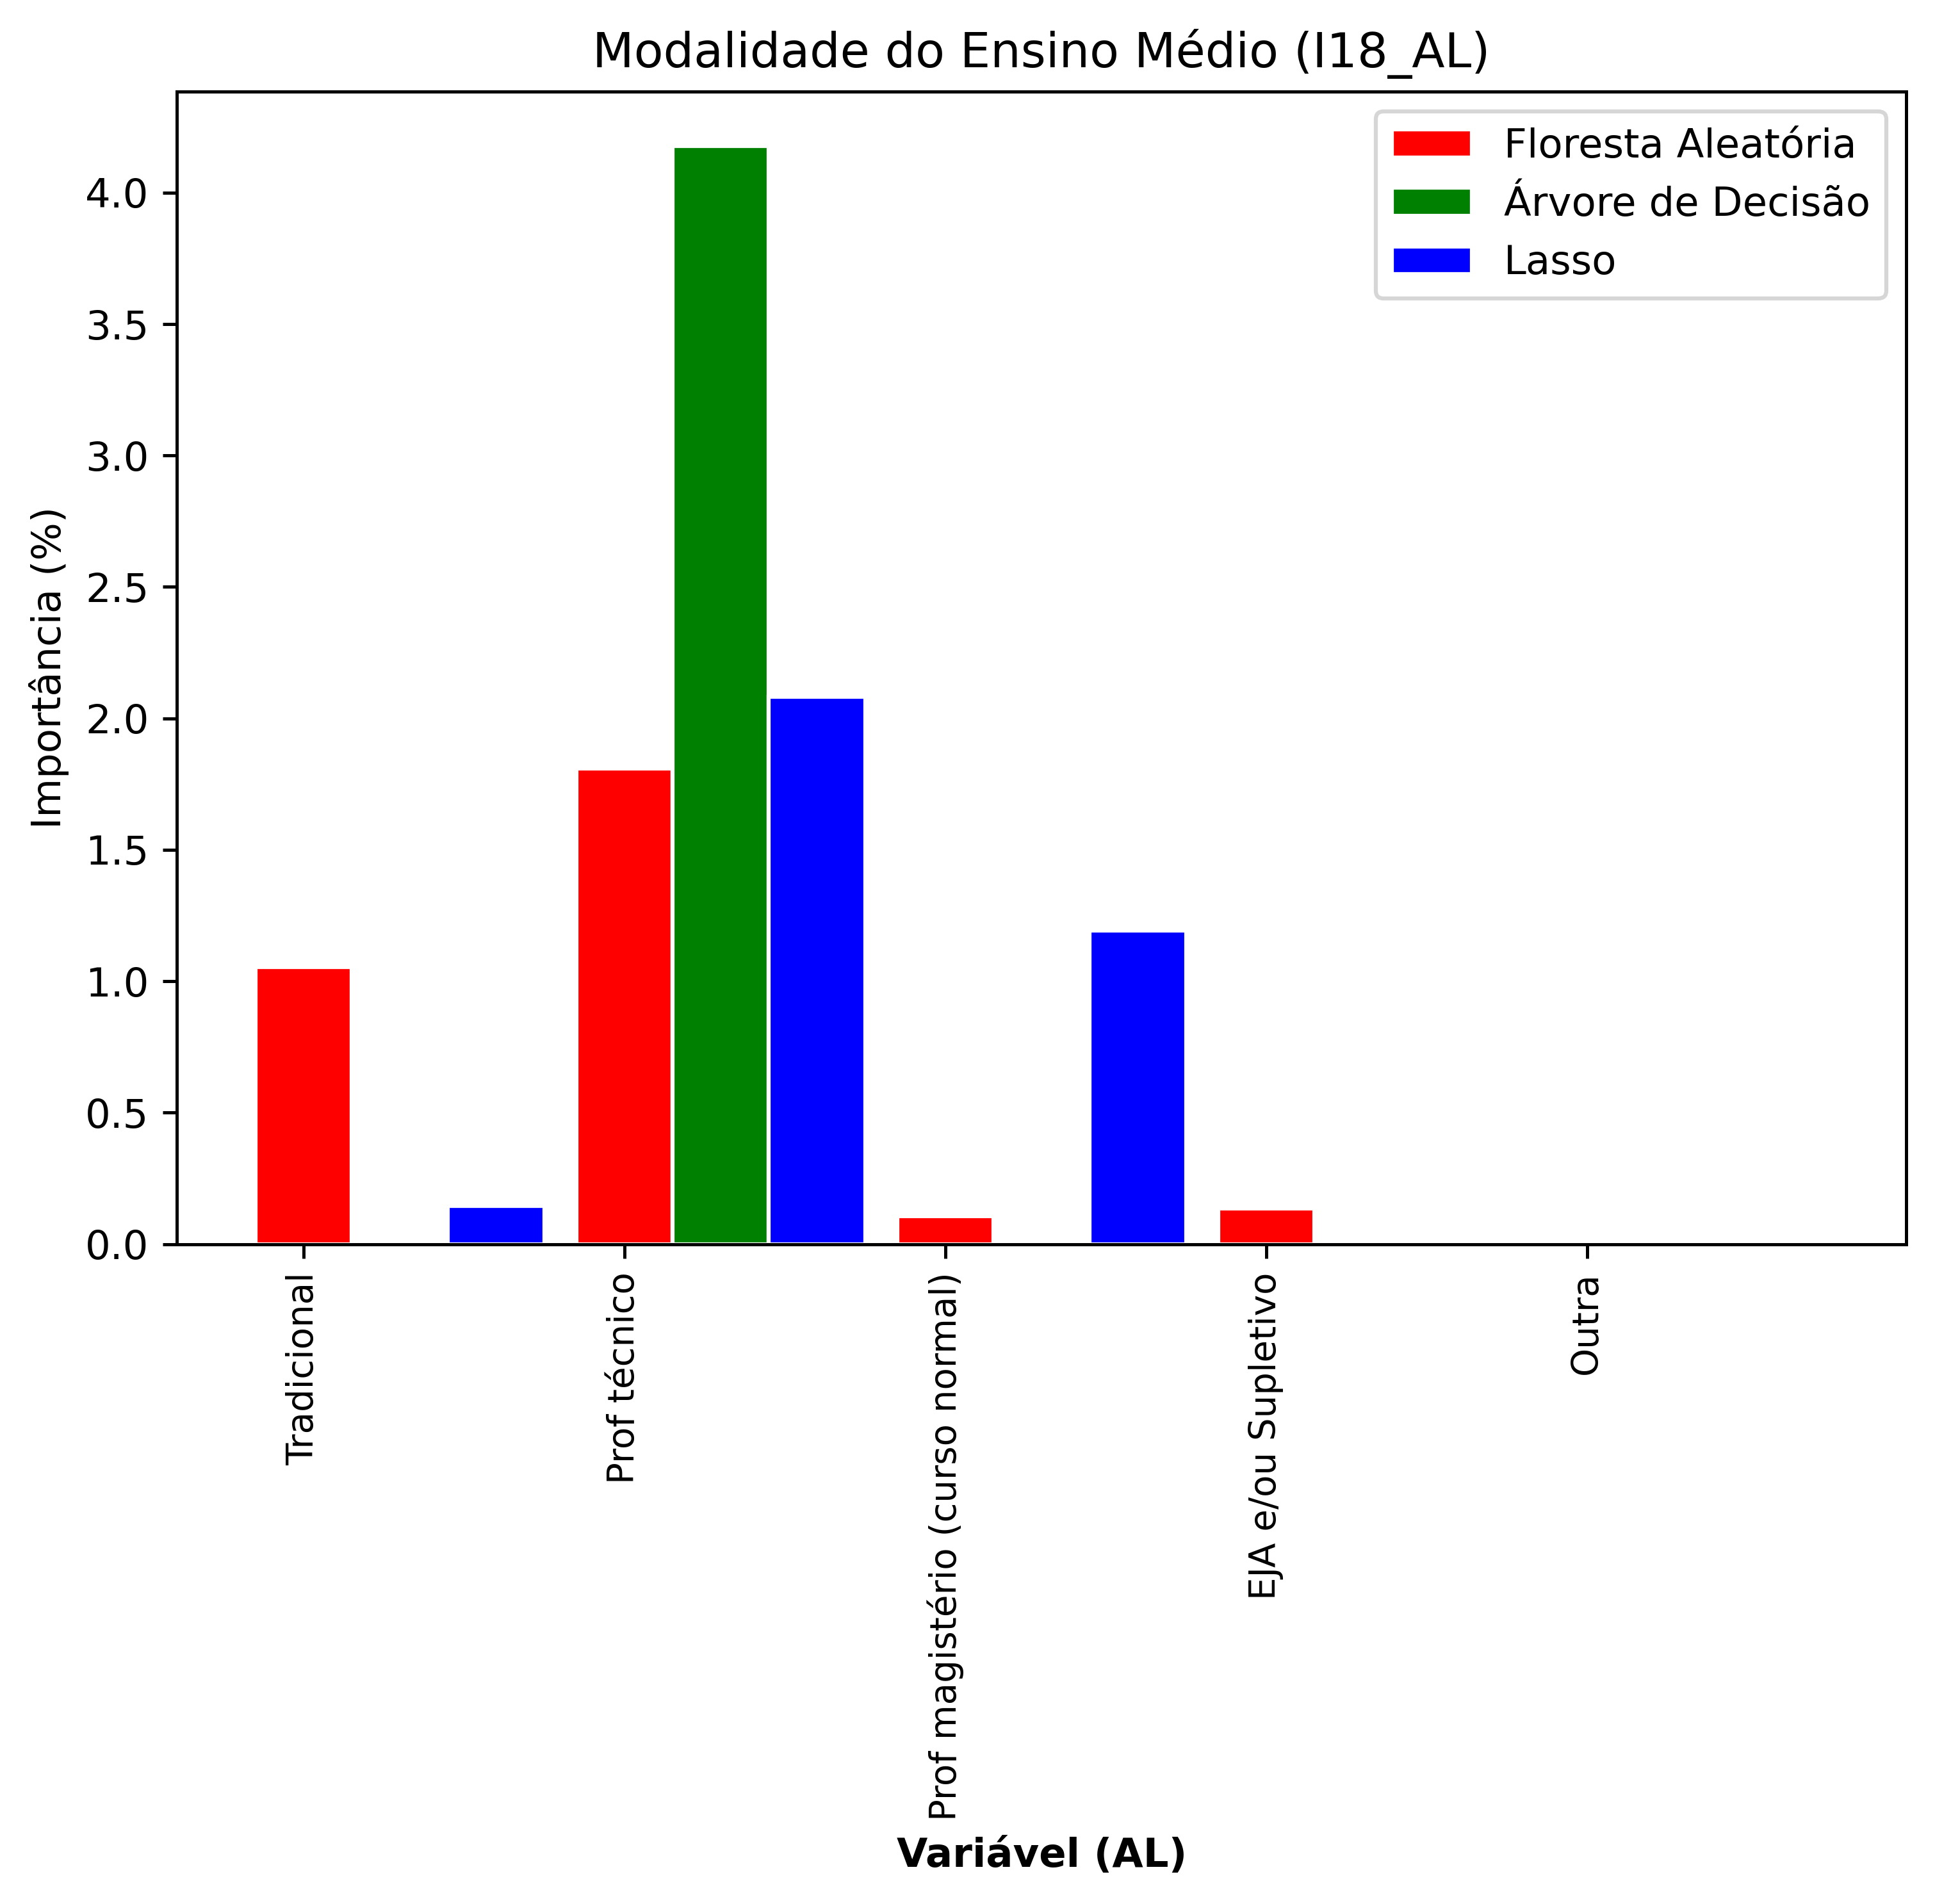 Modalidade do Ensino Médio (I18_AL)
Floresta Aleatória
Árvore de Decisão
Lasso
Importância (%)
4.0
3.5
3.0
2.5
2.0
1.5
1.0
0.5
0.0
Tradicional
Prof técnico
Prof magistério (curso normal)
EJA e/ou Supletivo
Outra
Variável (AL)